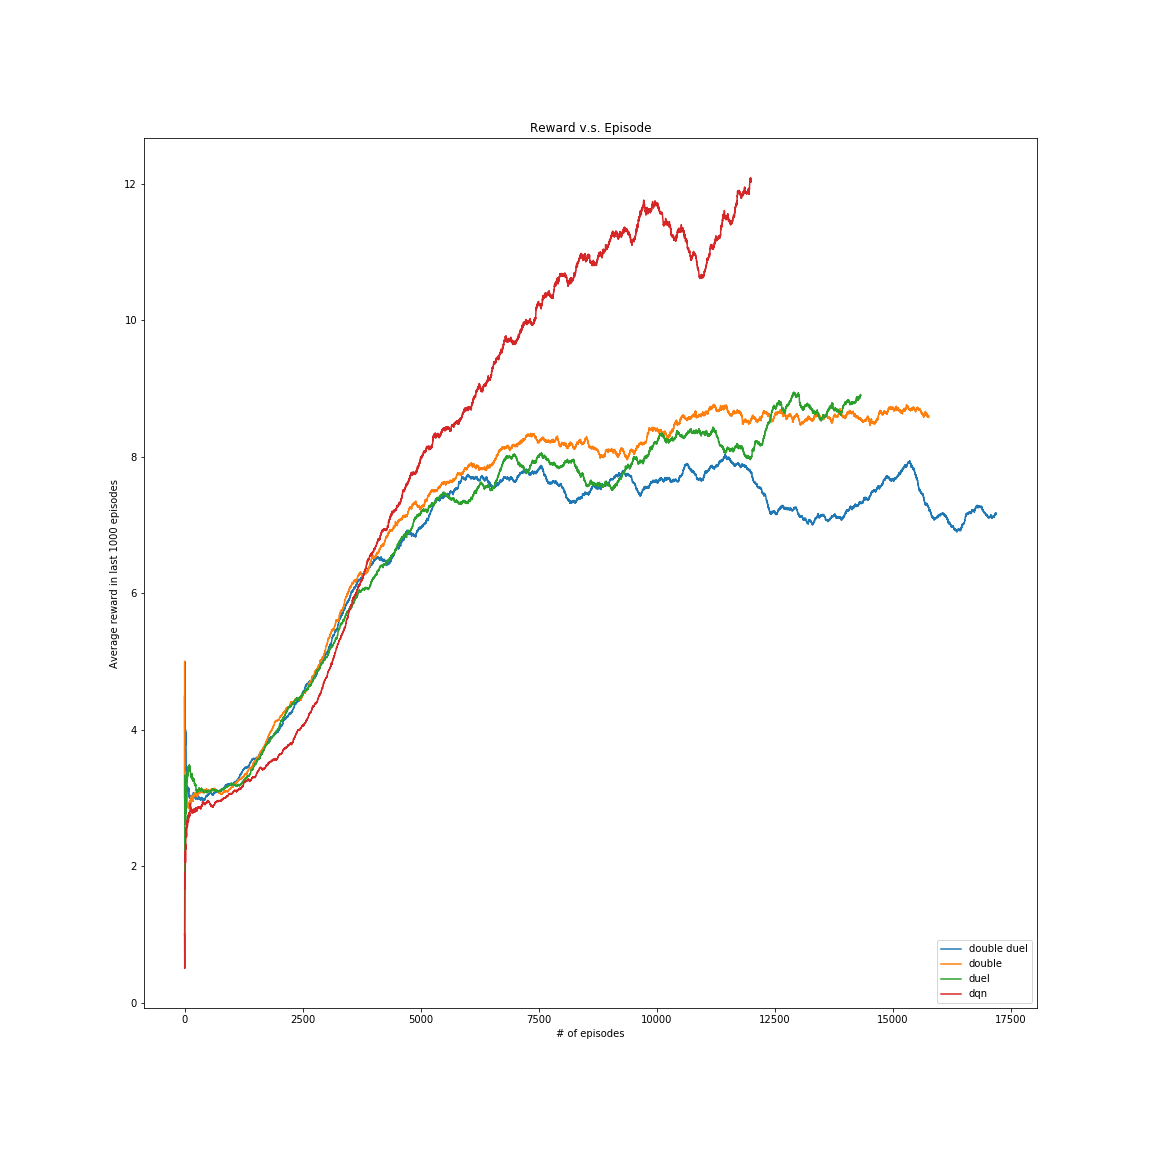 Reward v.s. Episode
Average reward in last 1000 episodes
12
10
8
6
4
2
0
0
2500
5000
7500
10000
12500
15000
17500
# of episodes
double duel
double
duel
dqn